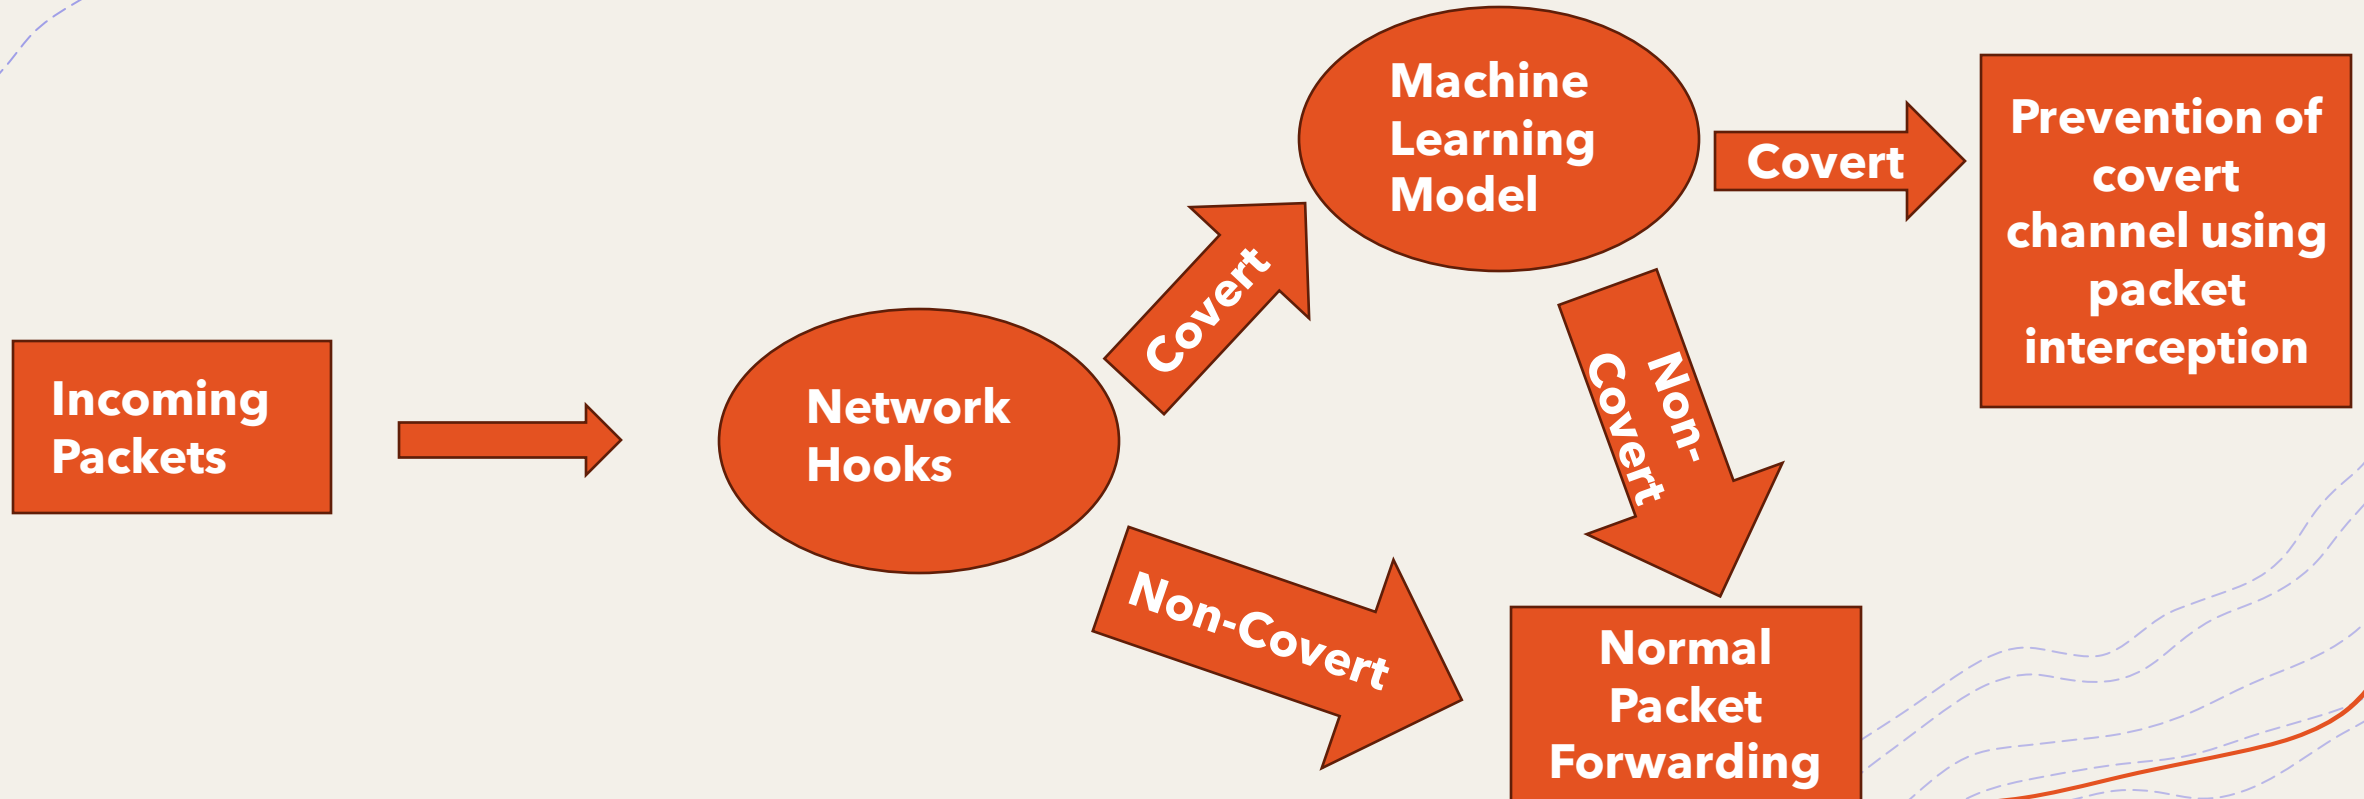 Incoming
Packets
Network
Hooks
Covert
Non-Covert
Machine
Learning
Model
Covert
Non-
Covert
Prevention of
covert
channel using
packet
interception
Normal
Packet
Forwarding